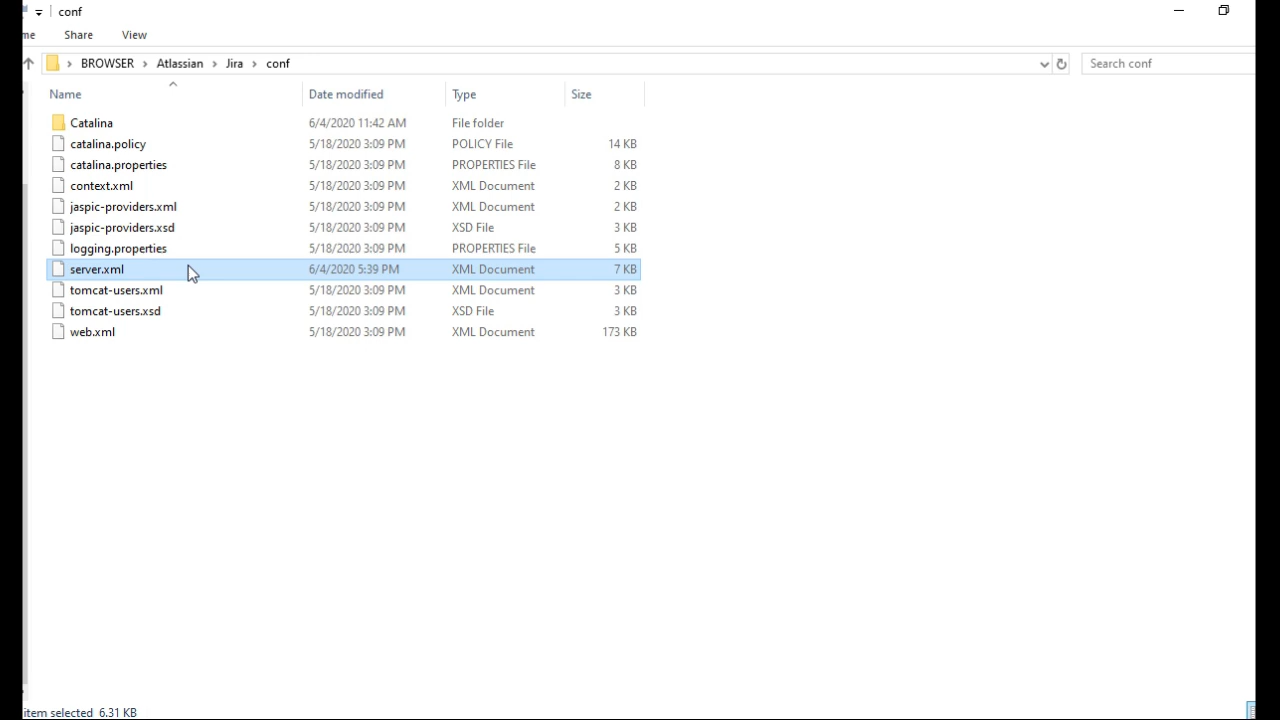 conf
me Share View
BROWSER Atlassian Jira conf Search conf
Name Date modified Type Size
Catalina 6/4/2020 11:42 AM File folder
catalina.policy 5/18/2020 3:09 PM POLICY File 14 KB
catalina.properties 5/18/2020 3:09 PM PROPERTIES File 8 KB
context.xml 5/18/2020 3:09 PM XML Document 2 KB
jaspic-providers.xml 5/18/2020 3:09 PM XML Document 2 KB
jaspic-providers.xsd 5/18/2020 3:09 PM XSD File 3 KB
logging.properties 5/18/2020 3:09 PM PROPERTIES File 5 KB
server.xml 6/4/2020 5:39 PM XML Document 7 KB
tomcat-users.xml 5/18/2020 3:09 PM XML Document 3 KB
tomcat-users.xsd 5/18/2020 3:09 PM XSD File 3 KB
web.xml 5/18/2020 3:09 PM XML Document 173 KB
item selected 6.31 KB